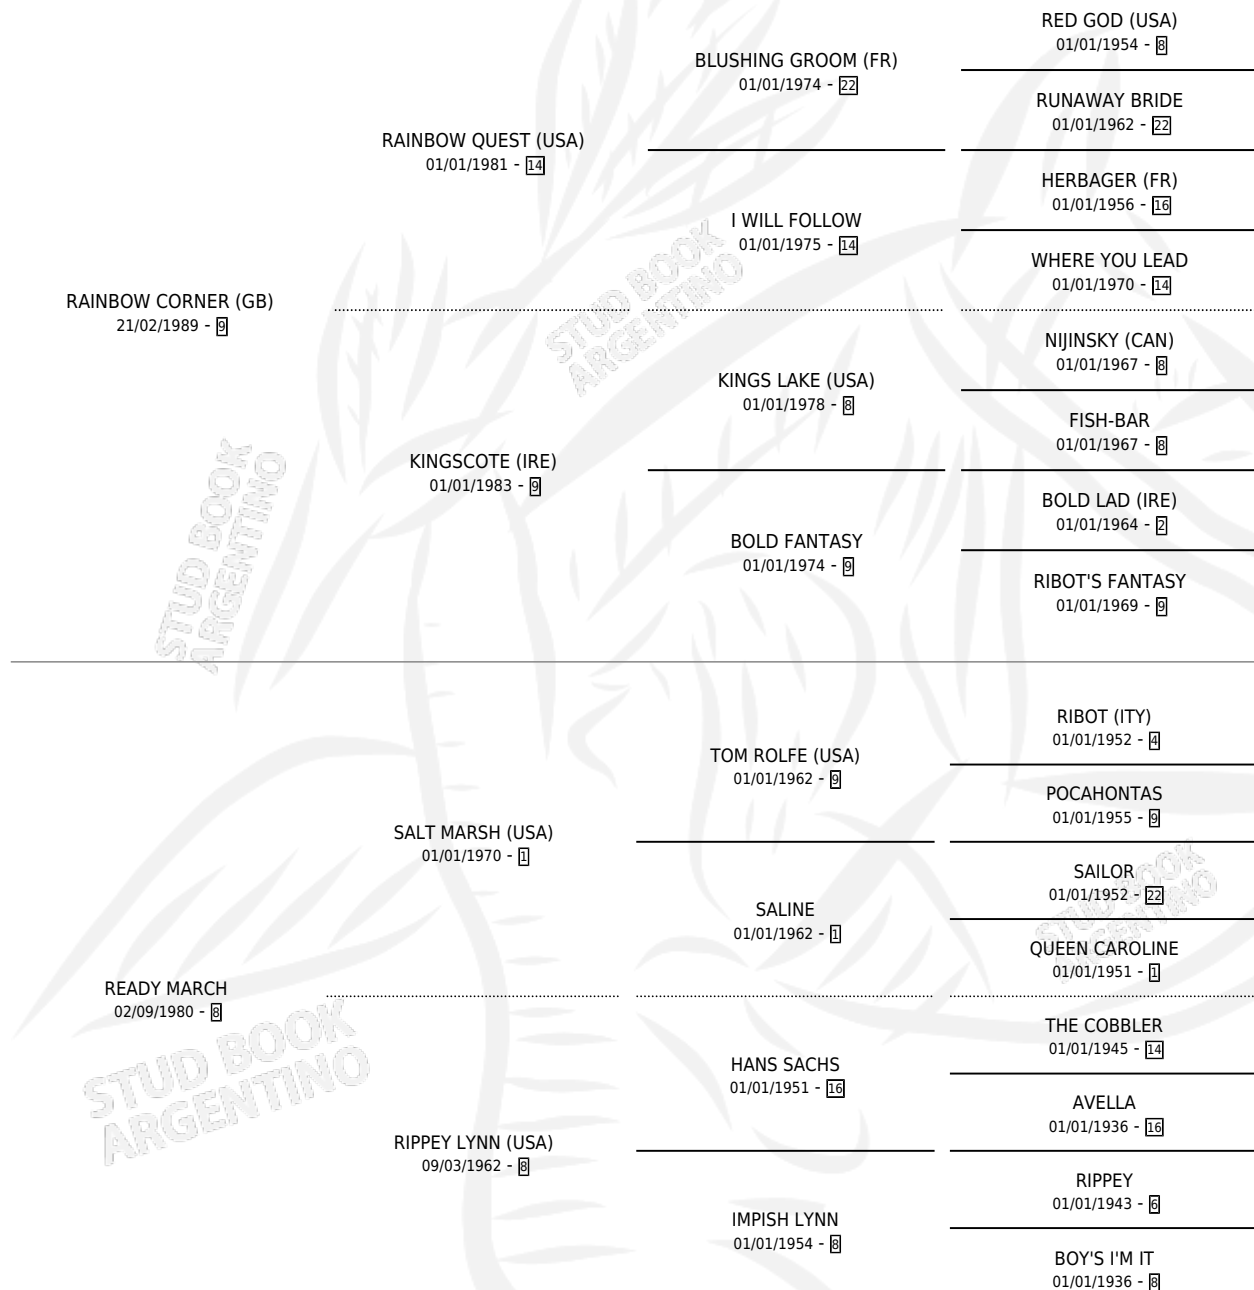 RED GOD (USA)
01/01/1954 - 8
BLUSHING GROOM (FR)
01/01/1974 - 22
RUNAWAY BRIDE
01/01/1962 - 22
RAINBOW QUEST (USA)
01/01/1981 - 14
HERBAGER (FR)
01/01/1956 - 16
I WILL FOLLOW
01/01/1975 - 14
WHERE YOU LEAD
01/01/1970 - 14
RAINBOW CORNER (GB)
21/02/1989 - 9
NIJINSKY (CAN)
01/01/1967 - 8
KINGS LAKE (USA)
01/01/1978 - 8
FISH-BAR
01/01/1967 - 8
KINGSCOTE (IRE)
01/01/1983 - 9
BOLD LAD (IRE)
01/01/1964 - 2
BOLD FANTASY
01/01/1974 - 9
RIBOT'S FANTASY
01/01/1969 - 9
RIBOT (ITY)
01/01/1952 - 4
TOM ROLFE (USA)
01/01/1962 - 9
POCAHONTAS
01/01/1955 - 9
SALT MARSH (USA)
01/01/1970 - 1
SAILOR
01/01/1952 - 22
SALINE
01/01/1962 - 1
QUEEN CAROLINE
01/01/1951 - 1
READY MARCH
02/09/1980 - 8
THE COBBLER
01/01/1945 - 14
HANS SACHS
01/01/1951 - 16
AVELLA
01/01/1936 - 16
RIPPEY LYNN (USA)
09/03/1962 - 8
RIPPEY
01/01/1943 - 6
IMPISH LYNN
01/01/1954 - 8
BOY'S I'M IT
01/01/1936 - 8
STUD BOOK
ARGENTINO
STUD BOOK
ARGENTINO
STUD BOOK
ARGENTINO
STUD BOOK
ARGENTINO